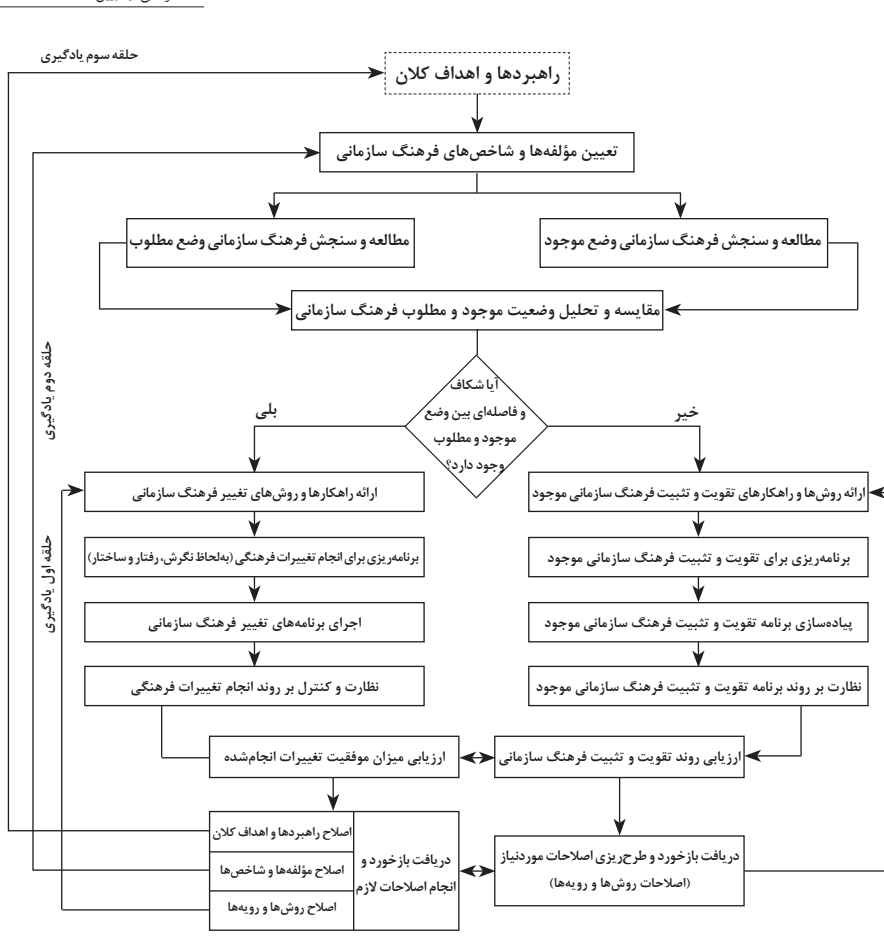 حلقه سوم یادگیری
راهبردها و اهداف کلان
تعیین مؤلفه‌ها و شاخص‌های فرهنگ سازمانی
مطالعه و سنجش فرهنگ سازمانی وضع موجود
مطالعه و سنجش فرهنگ سازمانی وضع مطلوب
مقایسه و تحلیل وضعیت موجود و مطلوب فرهنگ سازمانی
آیا شکاف
و فاصله‌ای بین وضع
موجود و مطلوب
وجود دارد؟
خیر
بلی
حلقه دوم یادگیری
ارائه روش‌ها و راهکارهای تقویت و تثبیت فرهنگ سازمانی موجود
ارائه راهکارها و روش‌های تغییر فرهنگ سازمانی
برنامه‌ریزی برای تقویت و تثبیت فرهنگ سازمانی موجود
برنامه‌ریزی برای انجام تغییرات فرهنگی (به‌لحاظ نگرش، رفتار و ساختار)
حلقه اول یادگیری
پیاده‌سازی برنامه تقویت و تثبیت فرهنگ سازمانی موجود
اجرای برنامه‌های تغییر فرهنگ سازمانی
نظارت بر روند برنامه تقویت و تثبیت فرهنگ سازمانی موجود
نظارت و کنترل بر روند انجام تغییرات فرهنگی
ارزیابی روند تقویت و تثبیت فرهنگ سازمانی
ارزیابی میزان موفقیت تغییرات انجام‌شده
دریافت بازخورد و طرح‌ریزی اصلاحات موردنیاز
(اصلاحات روش‌ها و رویه‌ها)
دریافت بازخورد و
انجام اصلاحات لازم
اصلاح راهبردها و اهداف کلان
اصلاح مؤلفه‌ها و شاخص‌ها
اصلاح روش‌ها و رویه‌ها